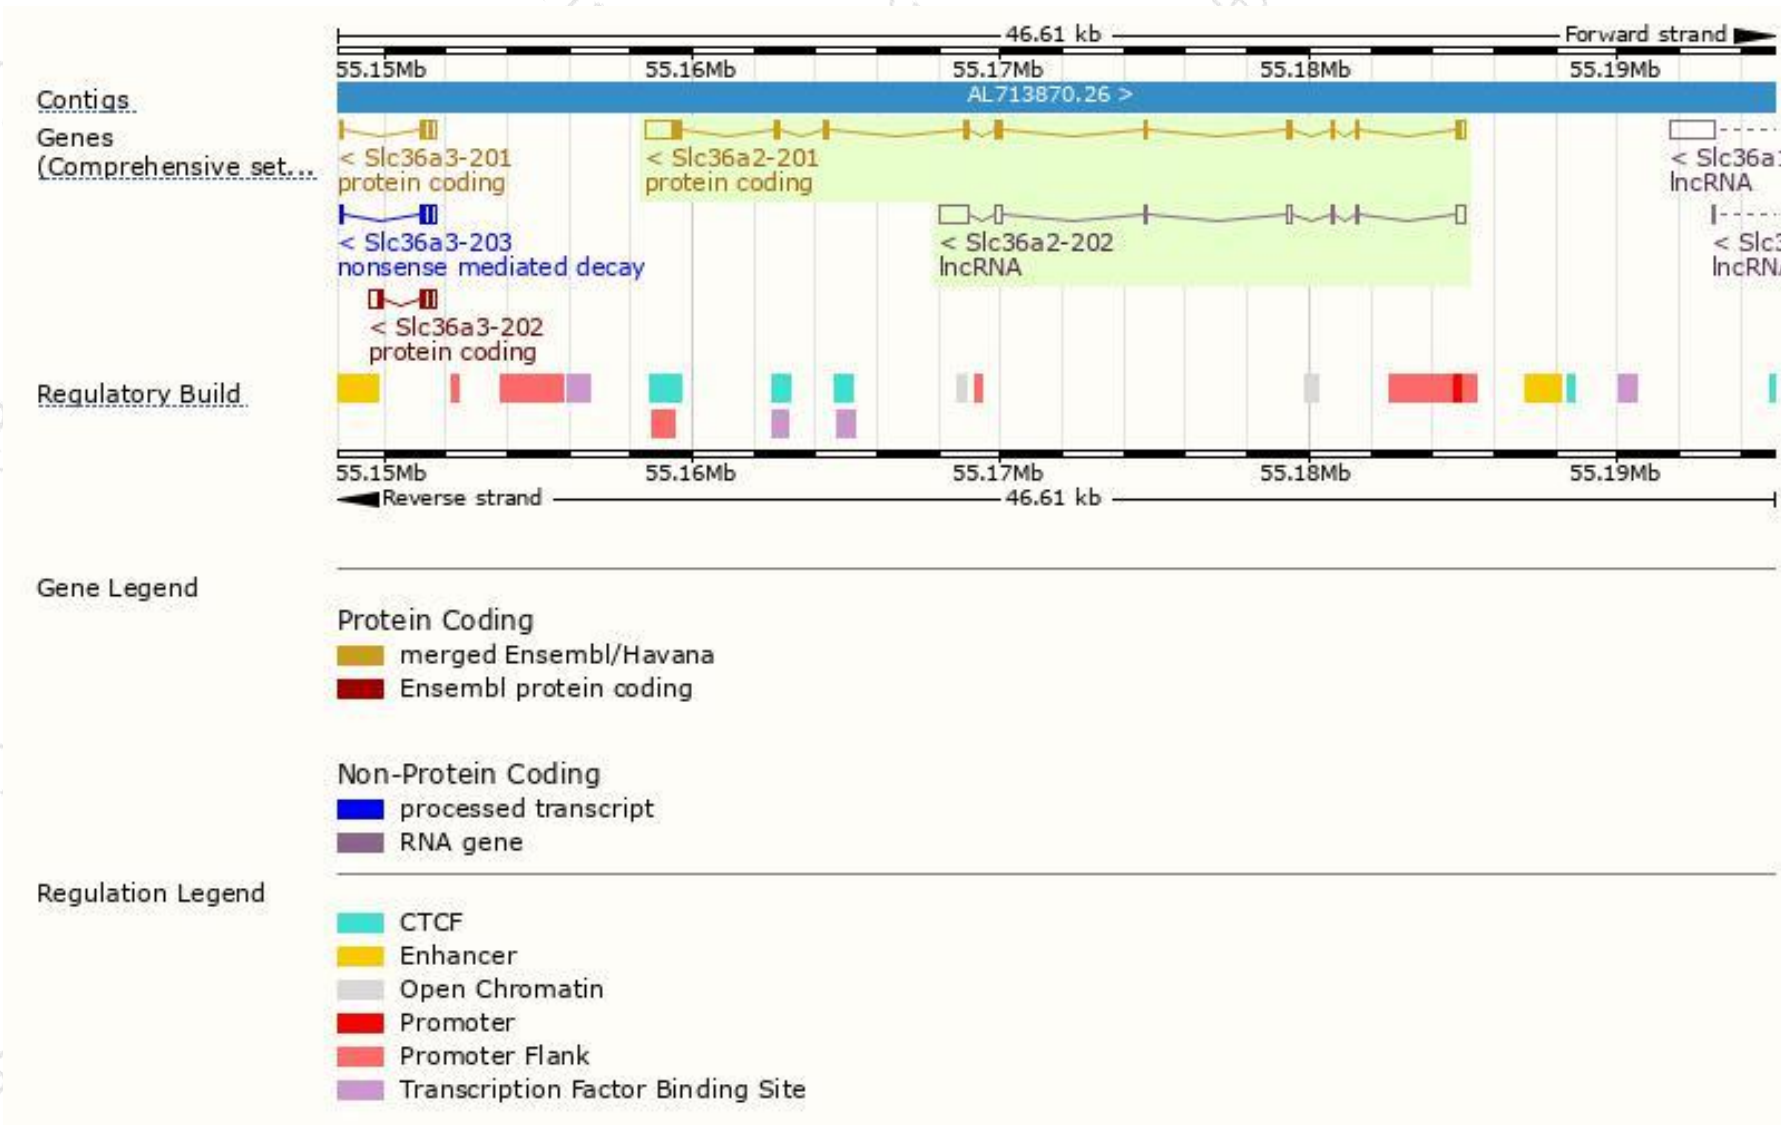 46.61 kb Forward strand
55.15Mb 55.16Mb 55.17Mb 55.18Mb 55.19Mb
Contigs AL713870.26 >
Genes
(Comprehensive set...
< Slc36a3-201 < Slc36a2-201 < Slc36a
protein coding protein coding lncRNA
< Slc36a3-203 < Slc36a2-202 < Slc
nonsense mediated decay lncRNA lncRN
< Slc36a3-202
protein coding
Regulatory Build
55.15Mb 55.16Mb 55.17Mb 55.18Mb 55.19Mb
Reverse strand 46.61 kb
Gene Legend
Protein Coding
merged Ensembl/Havana
Ensembl protein coding
Non-Protein Coding
processed transcript
RNA gene
Regulation Legend
CTCF
Enhancer
Open Chromatin
Promoter
Promoter Flank
Transcription Factor Binding Site